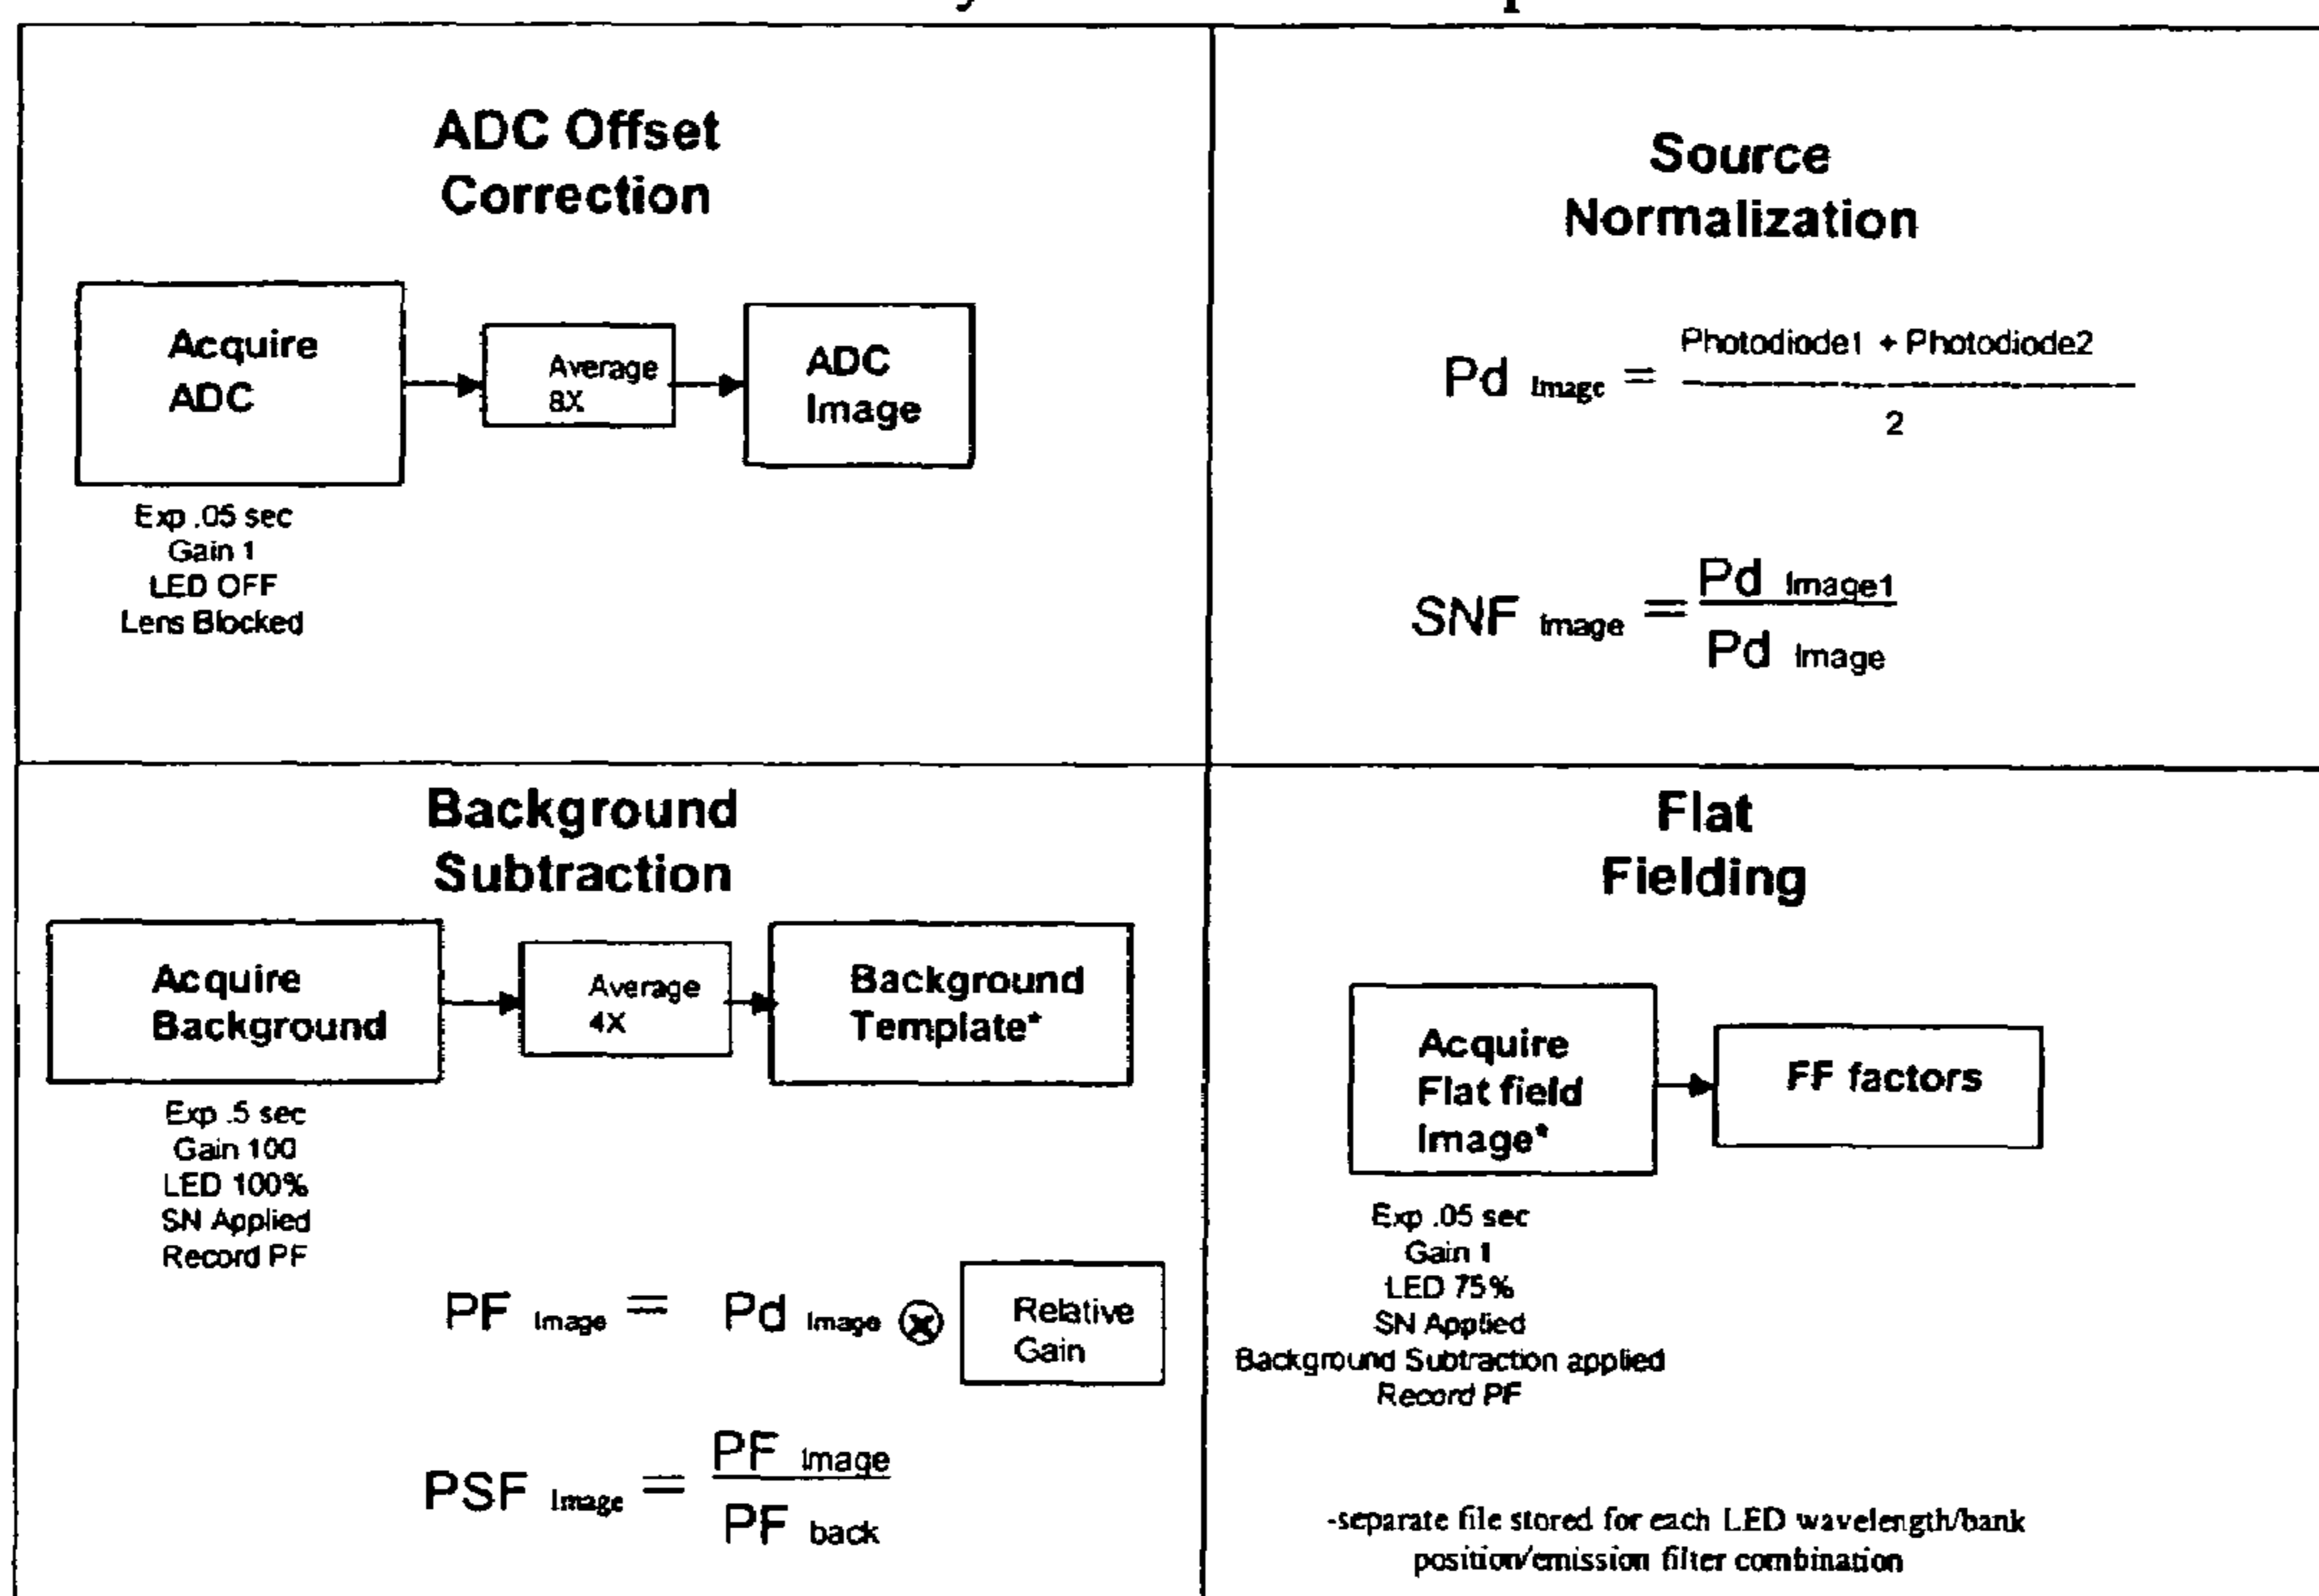 ADC Offset
Correction
Acquire
ADC
Average
8X
ADC
Image
Exp .05 sec
Gain 1
LED OFF
Lens Blocked
Source
Normalization
Pd Image = Photodiode1 + Photodiode2
2
SNF Image = Pd Image1
Pd Image
Background
Subtraction
Acquire
Background
Average
4X
Background
Template*
Exp .5 sec
Gain 100
LED 100%
SN Applied
Record PF
PF Image = Pd Image ⊗ Relative
Gain
PSF Image = PF Image
PF back
Flat
Fielding
Acquire
Flat field
Image*
FF factors
Exp .05 sec
Gain 1
LED 75%
SN Applied
Background Subtraction applied
Record PF
-separate file stored for each LED wavelength/bank
position/emission filter combination